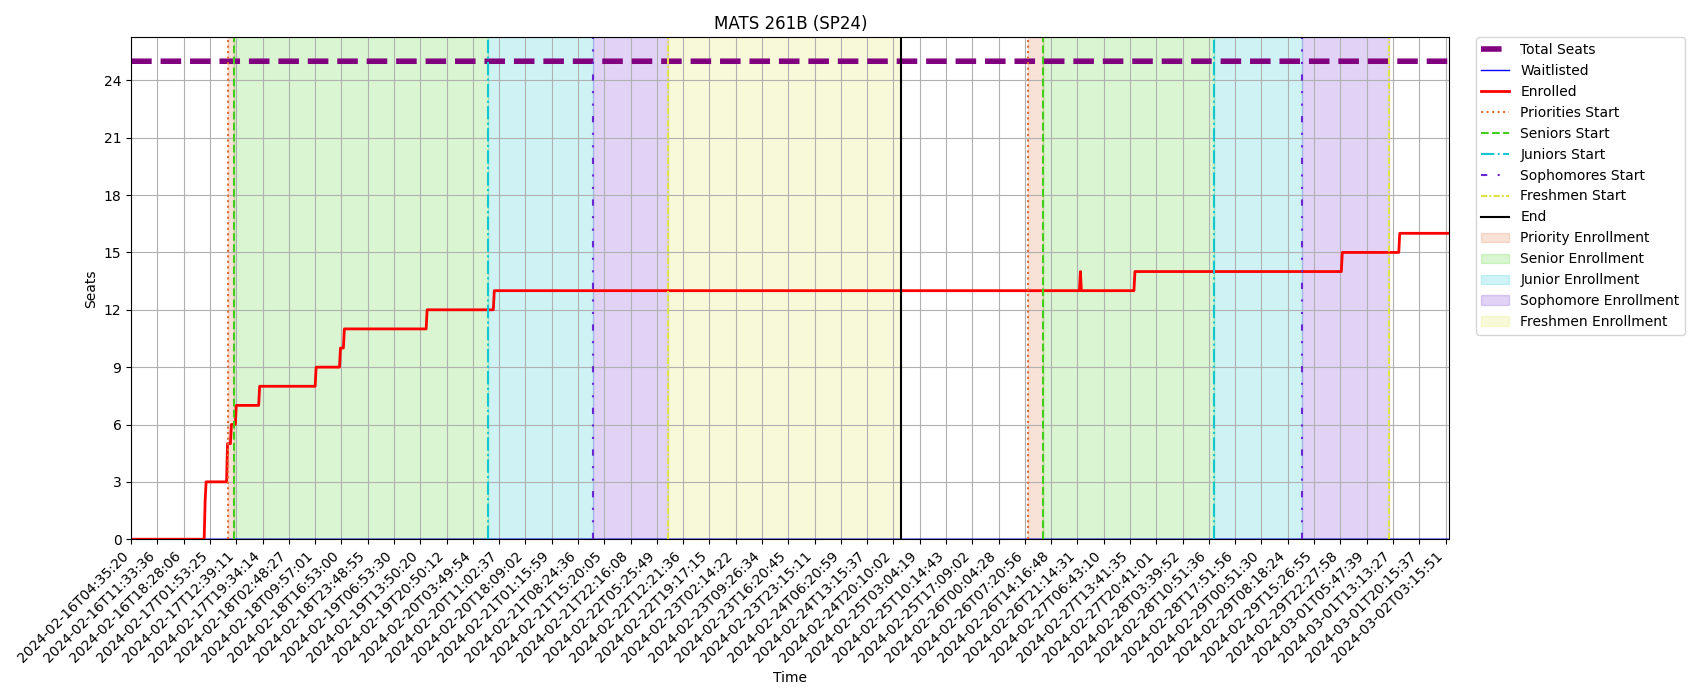 MATS 261B (SP24)
Total Seats
Waitlisted
Enrolled
Priorities Start
Seniors Start
Juniors Start
Sophomores Start
Freshmen Start
End
Priority Enrollment
Senior Enrollment
Junior Enrollment
Sophomore Enrollment
Freshmen Enrollment
Seats
24
21
18
15
12
9
6
3
0
2024-02-16T04:35:20
2024-02-16T11:33:36
2024-02-16T18:28:06
2024-02-17T01:53:25
2024-02-17T12:39:11
2024-02-17T19:34:14
2024-02-18T02:48:27
2024-02-18T09:57:01
2024-02-18T16:53:00
2024-02-18T23:48:55
2024-02-19T06:53:30
2024-02-19T13:50:20
2024-02-19T20:50:12
2024-02-20T03:49:54
2024-02-20T11:02:37
2024-02-20T18:09:02
2024-02-21T01:15:59
2024-02-21T08:24:36
2024-02-21T15:20:05
2024-02-21T22:16:08
2024-02-22T05:25:49
2024-02-22T12:21:36
2024-02-22T19:17:15
2024-02-23T02:14:22
2024-02-23T09:26:34
2024-02-23T16:20:45
2024-02-23T23:15:11
2024-02-24T06:20:59
2024-02-24T13:15:37
2024-02-24T20:10:02
2024-02-25T03:04:19
2024-02-25T10:14:43
2024-02-25T17:09:02
2024-02-26T00:04:28
2024-02-26T07:20:56
2024-02-26T14:16:48
2024-02-26T21:14:31
2024-02-27T06:43:10
2024-02-27T13:41:35
2024-02-27T20:41:01
2024-02-28T03:39:52
2024-02-28T10:51:36
2024-02-28T17:51:56
2024-02-29T00:51:30
2024-02-29T08:18:24
2024-02-29T15:26:55
2024-02-29T22:27:58
2024-03-01T05:47:39
2024-03-01T13:13:27
2024-03-01T20:15:37
2024-03-02T03:15:51
Time